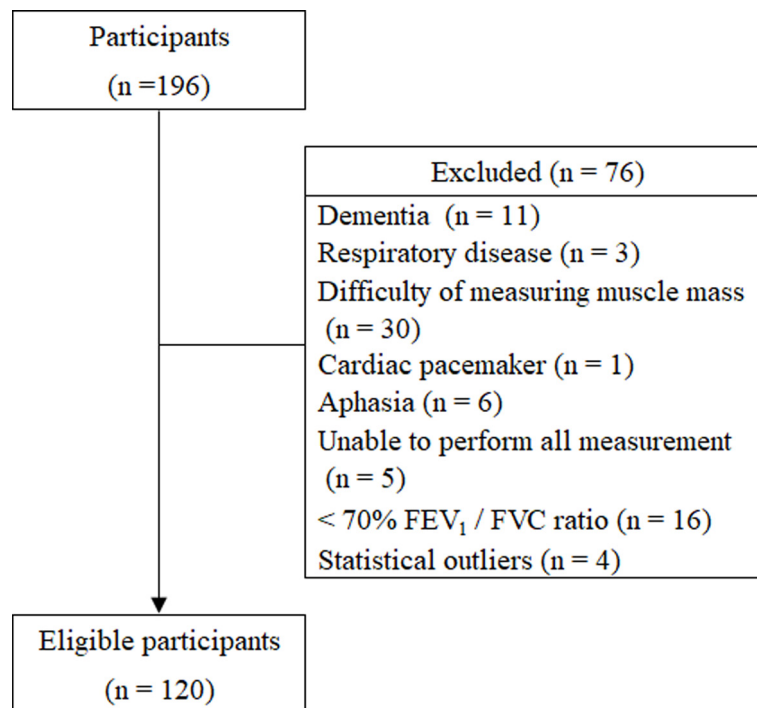 Participants
(n =196)
Excluded (n = 76)
Dementia  (n = 11)
Respiratory disease (n = 3)
Difficulty of measuring muscle mass
(n = 30)
Cardiac pacemaker (n = 1)
Aphasia (n = 6)
Unable to perform all measurement
(n = 5)
< 70% FEV₁ / FVC ratio (n = 16)
Statistical outliers (n = 4)
Eligible participants
(n = 120)